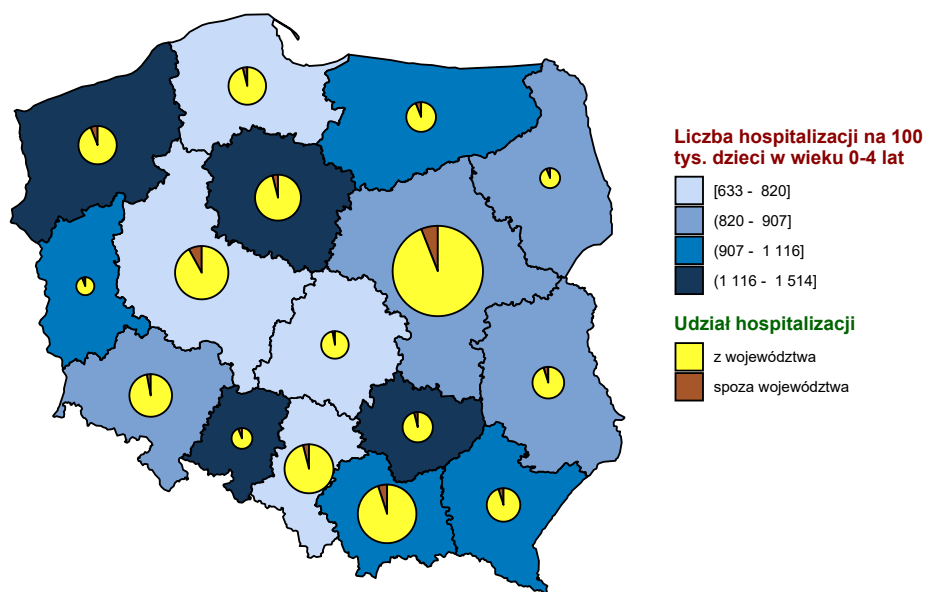 Liczba hospitalizacji na 100
tys. dzieci w wieku 0-4 lat
[633 - 820]
(820 - 907]
(907 - 1 116]
(1 116 - 1 514]
Udział hospitalizacji
z województwa
spoza województwa